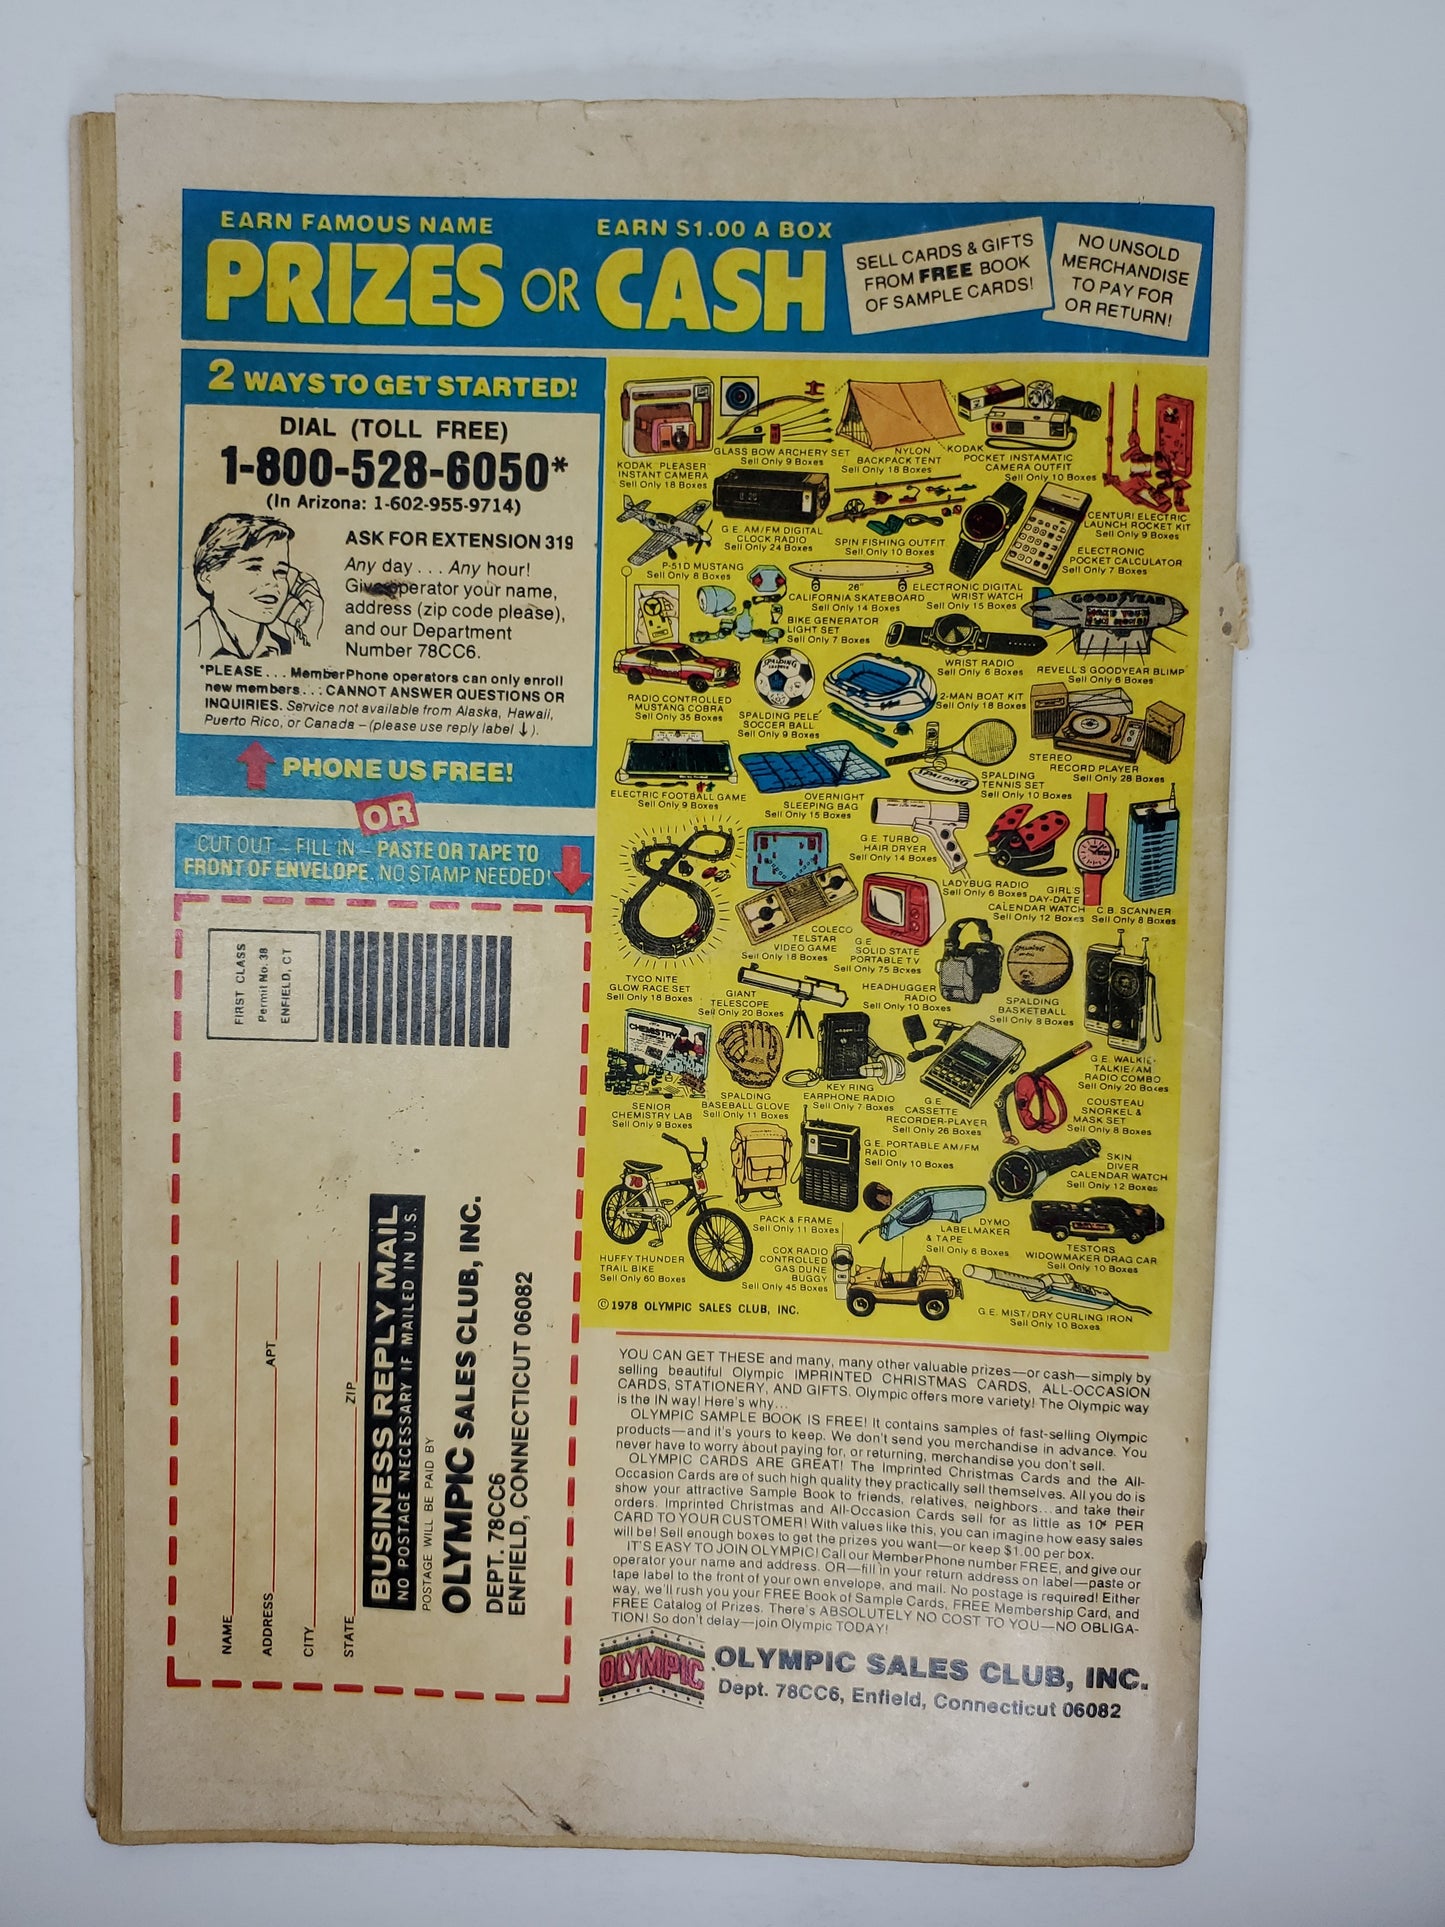 EARN FAMOUS NAME
PRIZES OR CASH
EARN $1.00 A BOX
SELL CARDS & GIFTS
FROM FREE BOOK
OF SAMPLE CARDS!
NO UNSOLD
MERCHANDISE
TO PAY FOR
OR RETURN!
2 WAYS TO GET STARTED!
DIAL (TOLL FREE)
1-800-528-6050*
(In Arizona: 1-602-955-9714)
ASK FOR EXTENSION 319
Any day . . . Any hour!
Give operator your name,
address (zip code please),
and our Department
Number 78CC6.
*PLEASE . . . MemberPhone operators can only enroll
new members . . : CANNOT ANSWER QUESTIONS OR
INQUIRIES. Service not available from Alaska, Hawaii,
Puerto Rico, or Canada – (please use reply label ↓).
PHONE US FREE!
OR
CUT OUT – FILL IN – PASTE OR TAPE TO
FRONT OF ENVELOPE. NO STAMP NEEDED!
FIRST CLASS
Permit No. 38
ENFIELD, CT
BUSINESS REPLY MAIL
NO POSTAGE NECESSARY IF MAILED IN U.S.
POSTAGE WILL BE PAID BY
OLYMPIC SALES CLUB, INC.
DEPT. 78CC6
ENFIELD, CONNECTICUT 06082
NAME
ADDRESS APT
CITY
STATE ZIP
KODAK PLEASER
INSTANT CAMERA
Sell Only 18 Boxes
GLASS BOW ARCHERY SET
Sell Only 9 Boxes
NYLON
BACKPACK TENT
Sell Only 18 Boxes
KODAK
POCKET INSTAMATIC
CAMERA OUTFIT
Sell Only 10 Boxes
CENTURI ELECTRIC
LAUNCH ROCKET KIT
Sell Only 9 Boxes
P-51D MUSTANG
Sell Only 8 Boxes
G.E. AM/FM DIGITAL
CLOCK RADIO
Sell Only 24 Boxes
SPIN FISHING OUTFIT
Sell Only 10 Boxes
ELECTRONIC DIGITAL
WRIST WATCH
Sell Only 15 Boxes
ELECTRONIC
POCKET CALCULATOR
Sell Only 7 Boxes
26"
CALIFORNIA SKATEBOARD
Sell Only 14 Boxes
BIKE GENERATOR
LIGHT SET
Sell Only 7 Boxes
WRIST RADIO
Sell Only 6 Boxes
GOODYEAR
REVELL'S GOODYEAR BLIMP
Sell Only 6 Boxes
RADIO CONTROLLED
MUSTANG COBRA
Sell Only 35 Boxes
SPALDING
SPALDING PELE'
SOCCER BALL
Sell Only 9 Boxes
2-MAN BOAT KIT
Sell Only 18 Boxes
STEREO
RECORD PLAYER
Sell Only 28 Boxes
ELECTRIC FOOTBALL GAME
Sell Only 9 Boxes
OVERNIGHT
SLEEPING BAG
Sell Only 15 Boxes
SPALDING
SPALDING
TENNIS SET
Sell Only 10 Boxes
G.E. TURBO
HAIR DRYER
Sell Only 14 Boxes
LADYBUG RADIO
Sell Only 6 Boxes
GIRL'S
DAY-DATE
CALENDAR WATCH
Sell Only 12 Boxes
C.B. SCANNER
Sell Only 8 Boxes
TYCO NITE
GLOW RACE SET
Sell Only 18 Boxes
COLECO
TELSTAR
VIDEO GAME
Sell Only 18 Boxes
G.E.
SOLID STATE
PORTABLE TV
Sell Only 75 Boxes
HEADHUGGER
RADIO
Sell Only 10 Boxes
SPALDING
BASKETBALL
Sell Only 8 Boxes
G.E. WALKIE-
TALKIE/AM
RADIO COMBO
Sell Only 20 Boxes
GIANT
TELESCOPE
Sell Only 20 Boxes
CHEMISTRY
SENIOR
CHEMISTRY LAB
Sell Only 9 Boxes
SPALDING
BASEBALL GLOVE
Sell Only 11 Boxes
KEY RING
EARPHONE RADIO
Sell Only 7 Boxes
G.E.
CASSETTE
RECORDER-PLAYER
Sell Only 26 Boxes
COUSTEAU
SNORKEL &
MASK SET
Sell Only 8 Boxes
78
HUFFY THUNDER
TRAIL BIKE
Sell Only 60 Boxes
PACK & FRAME
Sell Only 11 Boxes
G.E. PORTABLE AM/FM
RADIO
Sell Only 10 Boxes
SKIN
DIVER
CALENDAR WATCH
Sell Only 12 Boxes
COX RADIO
CONTROLLED
GAS DUNE
BUGGY
Sell Only 45 Boxes
DYMO
LABELMAKER
& TAPE
Sell Only 6 Boxes
TESTORS
WIDOWMAKER DRAG CAR
Sell Only 10 Boxes
G.E. MIST/DRY CURLING IRON
Sell Only 10 Boxes
©1978 OLYMPIC SALES CLUB, INC.
YOU CAN GET THESE and many, many other valuable prizes—or cash—simply by
selling beautiful Olympic IMPRINTED CHRISTMAS CARDS, ALL-OCCASION
CARDS, STATIONERY, AND GIFTS. Olympic offers more variety! The Olympic way
is the IN way! Here's why...
OLYMPIC SAMPLE BOOK IS FREE! It contains samples of fast-selling Olympic
products—and it's yours to keep. We don't send you merchandise in advance. You
never have to worry about paying for, or returning, merchandise you don't sell.
OLYMPIC CARDS ARE GREAT! The Imprinted Christmas Cards and the All-
Occasion Cards are of such high quality they practically sell themselves. All you do is
show your attractive Sample Book to friends, relatives, neighbors...and take their
orders. Imprinted Christmas and All-Occasion Cards sell for as little as 10¢ PER
CARD TO YOUR CUSTOMER! With values like this, you can imagine how easy sales
will be! Sell enough boxes to get the prizes you want—or keep $1.00 per box.
IT'S EASY TO JOIN OLYMPIC! Call our MemberPhone number FREE, and give our
operator your name and address. OR—fill in your return address on label—paste or
tape label to the front of your own envelope, and mail. No postage is required! Either
way, we'll rush you your FREE Book of Sample Cards, FREE Membership Card, and
FREE Catalog of Prizes. There's ABSOLUTELY NO COST TO YOU—NO OBLIGA-
TION! So don't delay—join Olympic TODAY!
OLYMPIC
OLYMPIC SALES CLUB, INC.
Dept. 78CC6, Enfield, Connecticut 06082